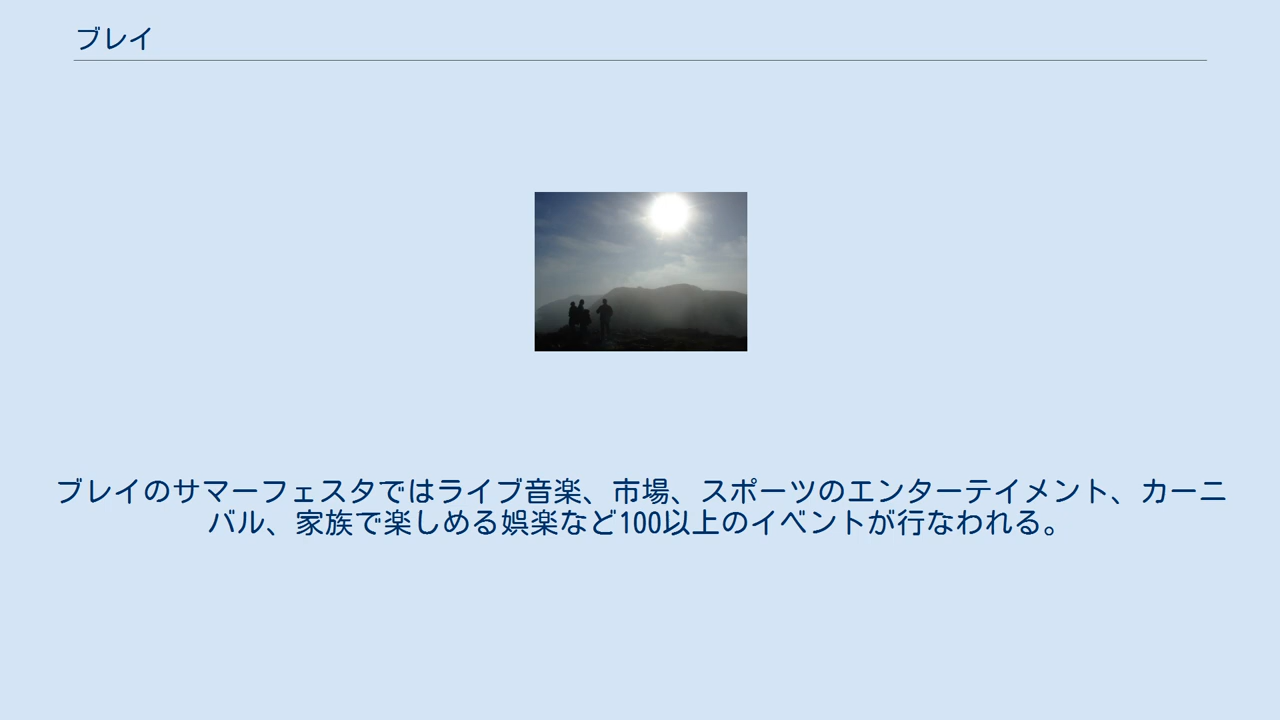 ブレイ
ブレイのサマーフェスタではライブ音楽、市場、スポーツのエンターテイメント、カーニ
バル、家族で楽しめる娯楽など100以上のイベントが行なわれる。